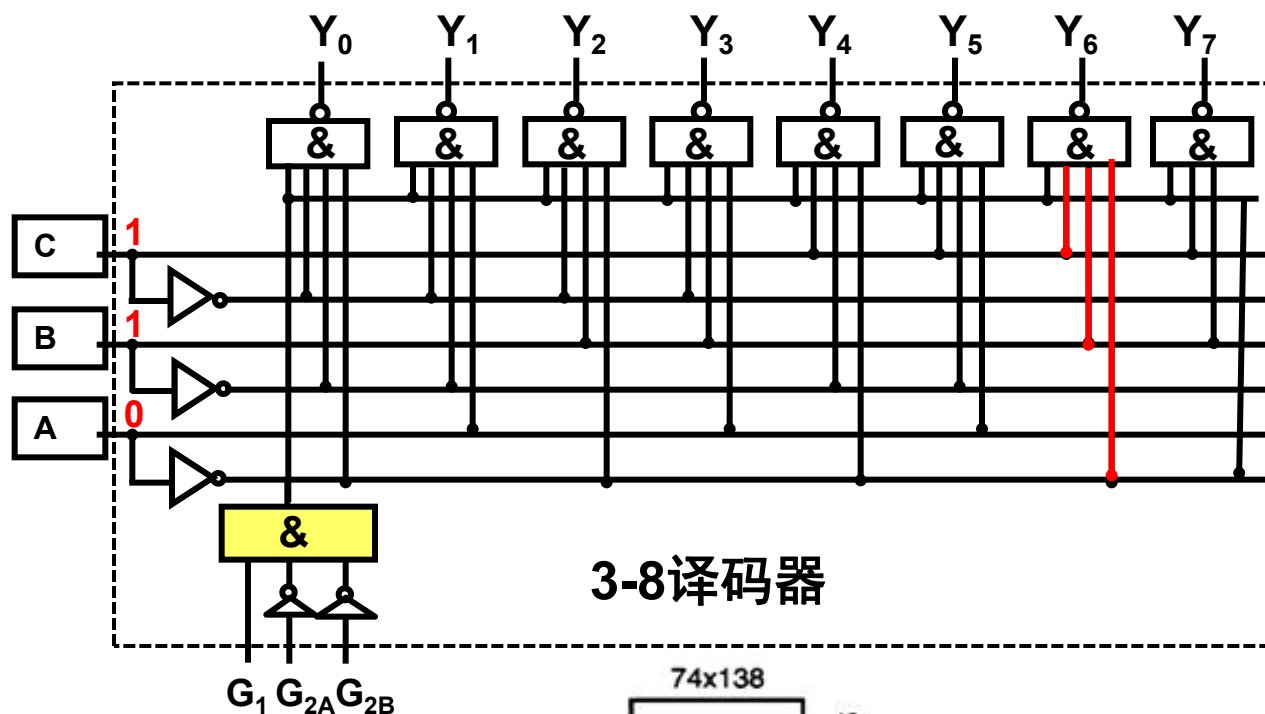 Y0 Y1 Y2 Y3 Y4 Y5 Y6 Y7
& & & & & & & &
C 1
B 1
A 0
&
3-8译码器
G1 G2A G2B
74x138